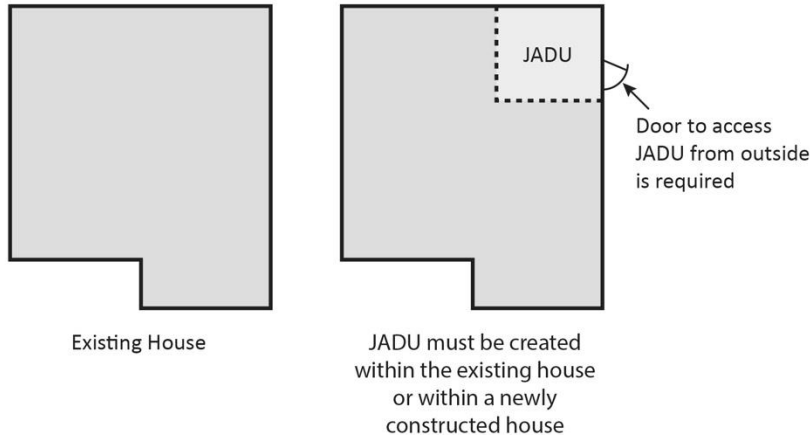 JADU
Door to access
JADU from outside
is required
Existing House
JADU must be created
within the existing house
or within a newly
constructed house